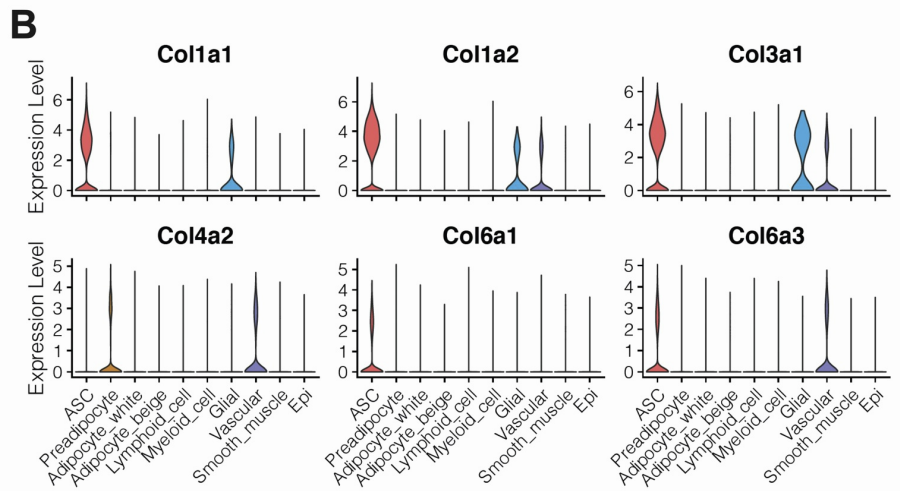 B
Col1a1 Col1a2 Col3a1
Expression Level
6 6 6
4 4 4
2 2 2
0 0 0
Col4a2 Col6a1 Col6a3
Expression Level
5 5 5
4 4 4
3 3 3
2 2 2
1 1 1
0 0 0
ASC Preadipocyte Adipocyte_white Adipocyte_beige Lymphoid_cell Myeloid_cell Glial Vascular Smooth_muscle Epi
ASC Preadipocyte Adipocyte_white Adipocyte_beige Lymphoid_cell Myeloid_cell Glial Vascular Smooth_muscle Epi
ASC Preadipocyte Adipocyte_white Adipocyte_beige Lymphoid_cell Myeloid_cell Glial Vascular Smooth_muscle Epi